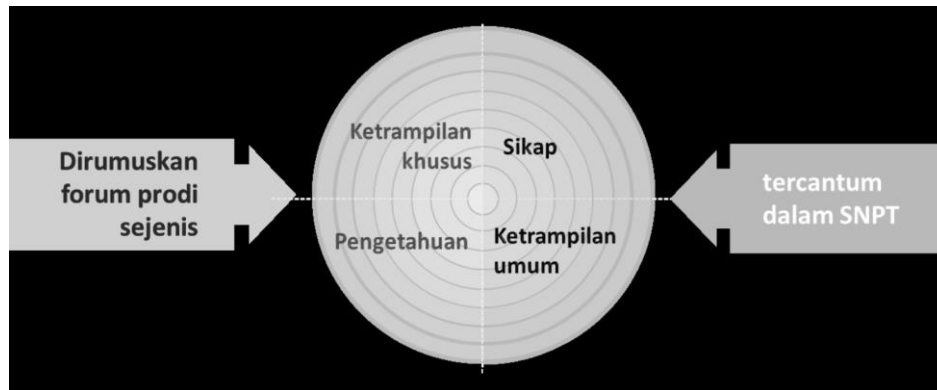 Dirumuskan
forum prodi
sejenis
Ketrampilan
khusus
Pengetahuan
Sikap
Ketrampilan
umum
tercantum
dalam SNPT